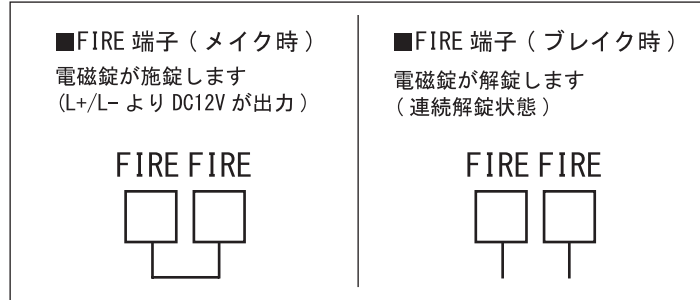 ■FIRE 端子 ( メイク時 )
電磁錠が施錠します
(L+/L- より DC12V が出力 )
FIRE FIRE
■FIRE 端子 ( ブレイク時 )
電磁錠が解錠します
( 連続解錠状態 )
FIRE FIRE